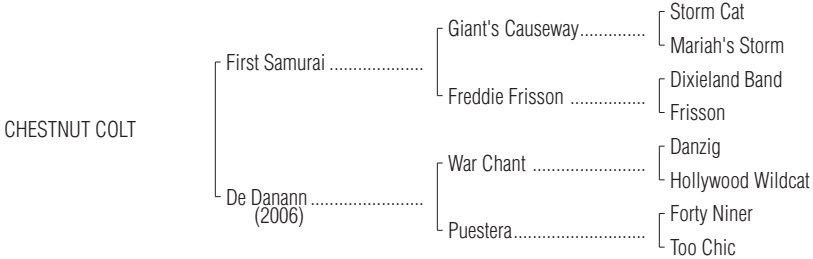 Storm Cat
Giant's Causeway..............
Mariah's Storm
First Samurai ....................
Dixieland Band
Freddie Frisson ................
Frisson
CHESTNUT COLT
Danzig
War Chant ........................
Hollywood Wildcat
De Danann ........................
(2006)
Forty Niner
Puestera............................
Too Chic